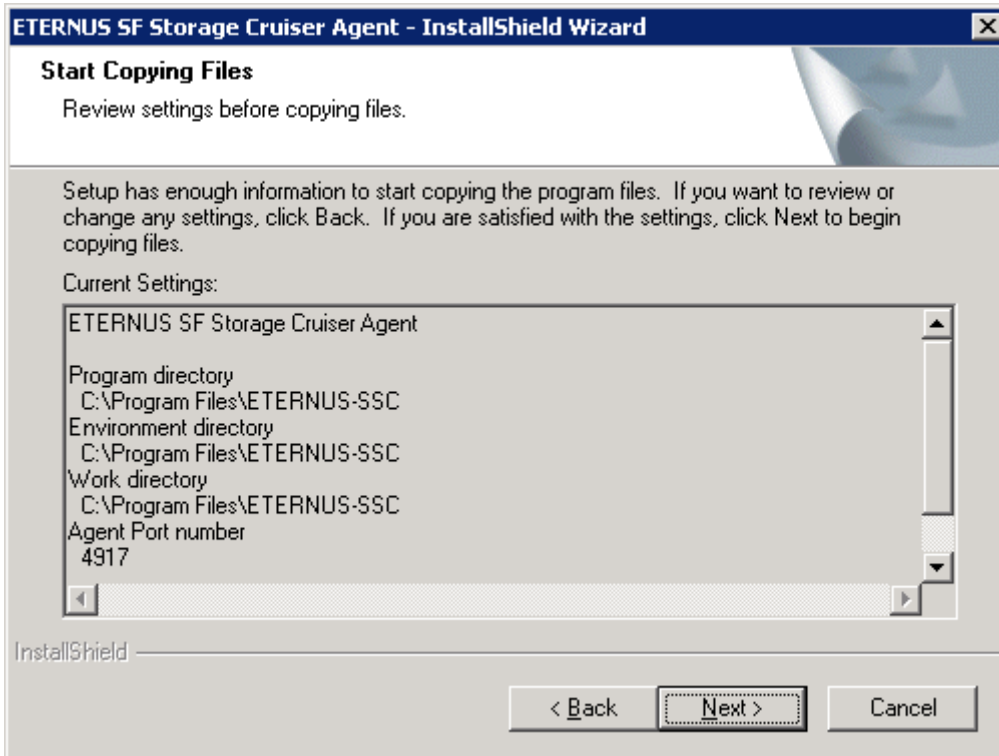 ETERNUS SF Storage Cruiser Agent - InstallShield Wizard
Start Copying Files
Review settings before copying files.
Setup has enough information to start copying the program files. If you want to review or
change any settings, click Back. If you are satisfied with the settings, click Next to begin
copying files.
Current Settings:
ETERNUS SF Storage Cruiser Agent
Program directory
C:\Program Files\ETERNUS-SSC
Environment directory
C:\Program Files\ETERNUS-SSC
Work directory
C:\Program Files\ETERNUS-SSC
Agent Port number
4917
InstallShield
< Back Next > Cancel